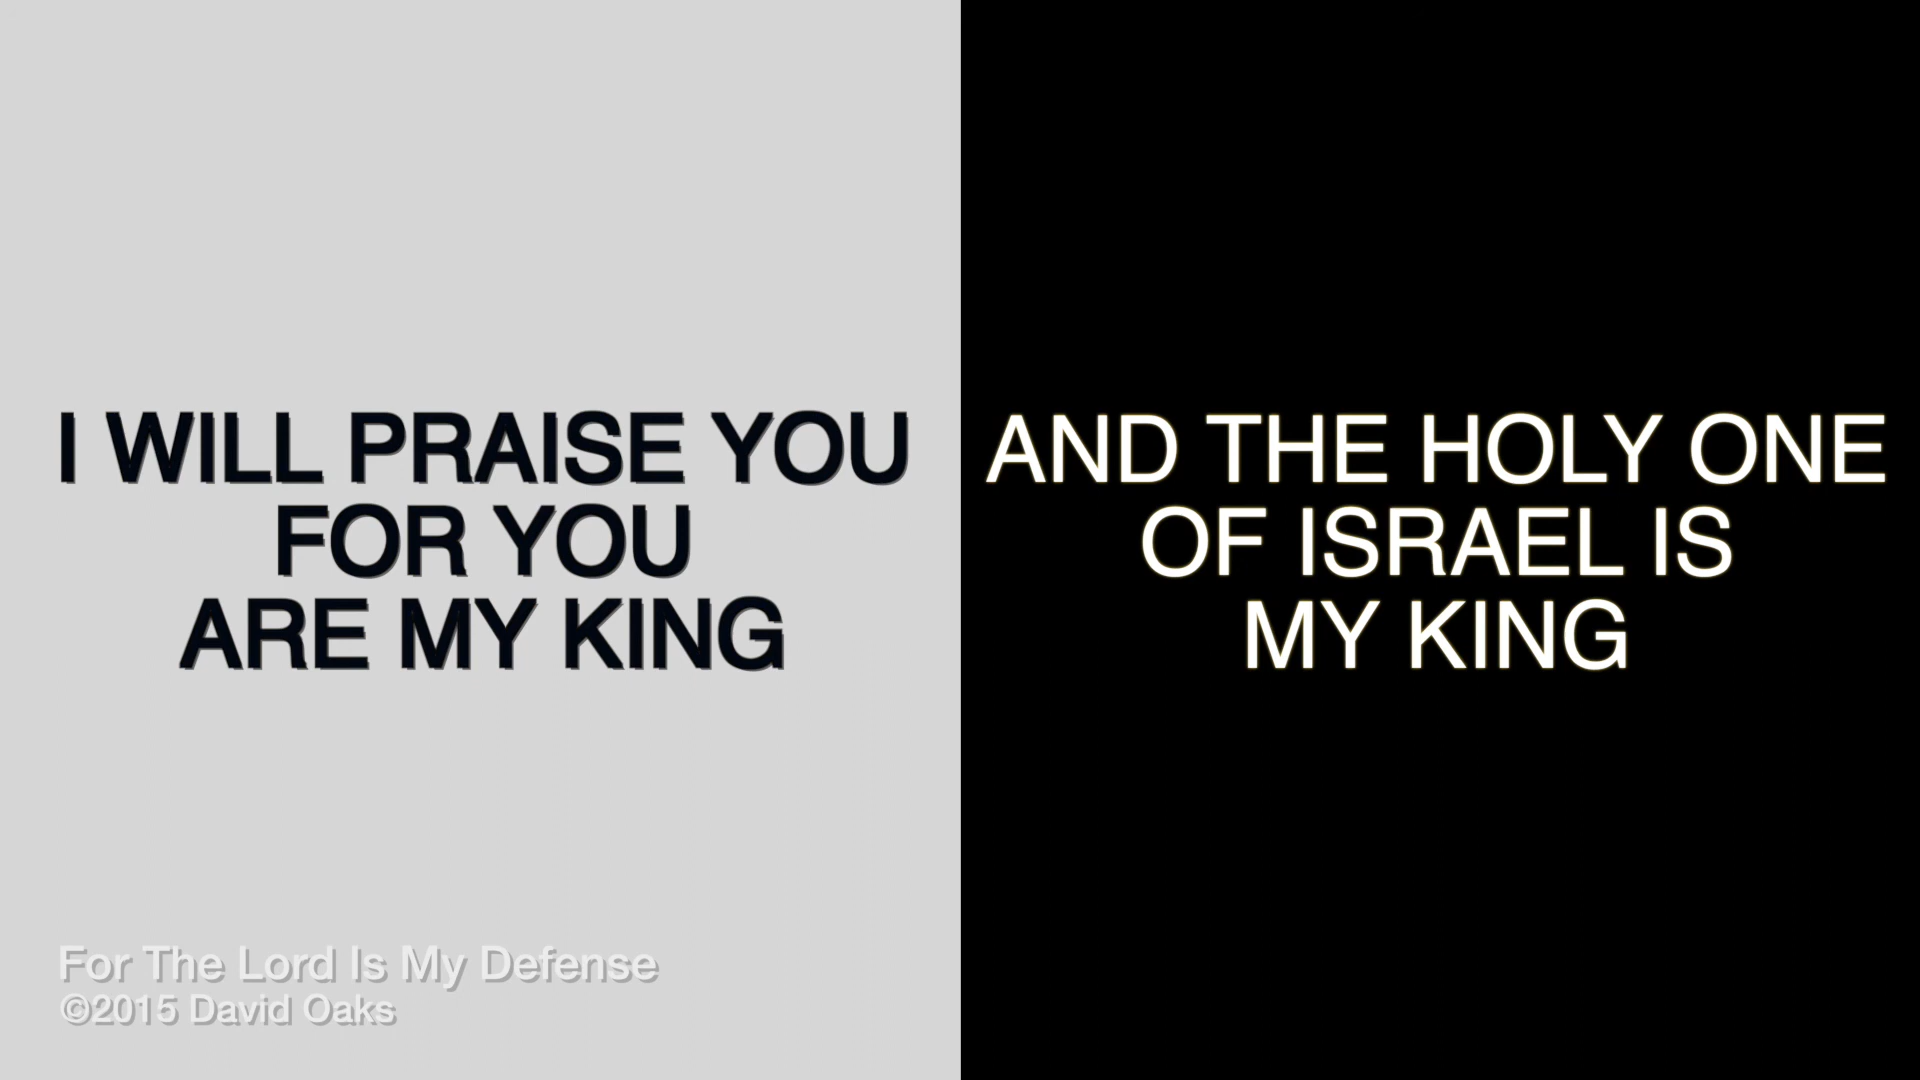 I WILL PRAISE YOU
FOR YOU
ARE MY KING
AND THE HOLY ONE
OF ISRAEL IS
MY KING
For The Lord Is My Defense
©2015 David Oaks